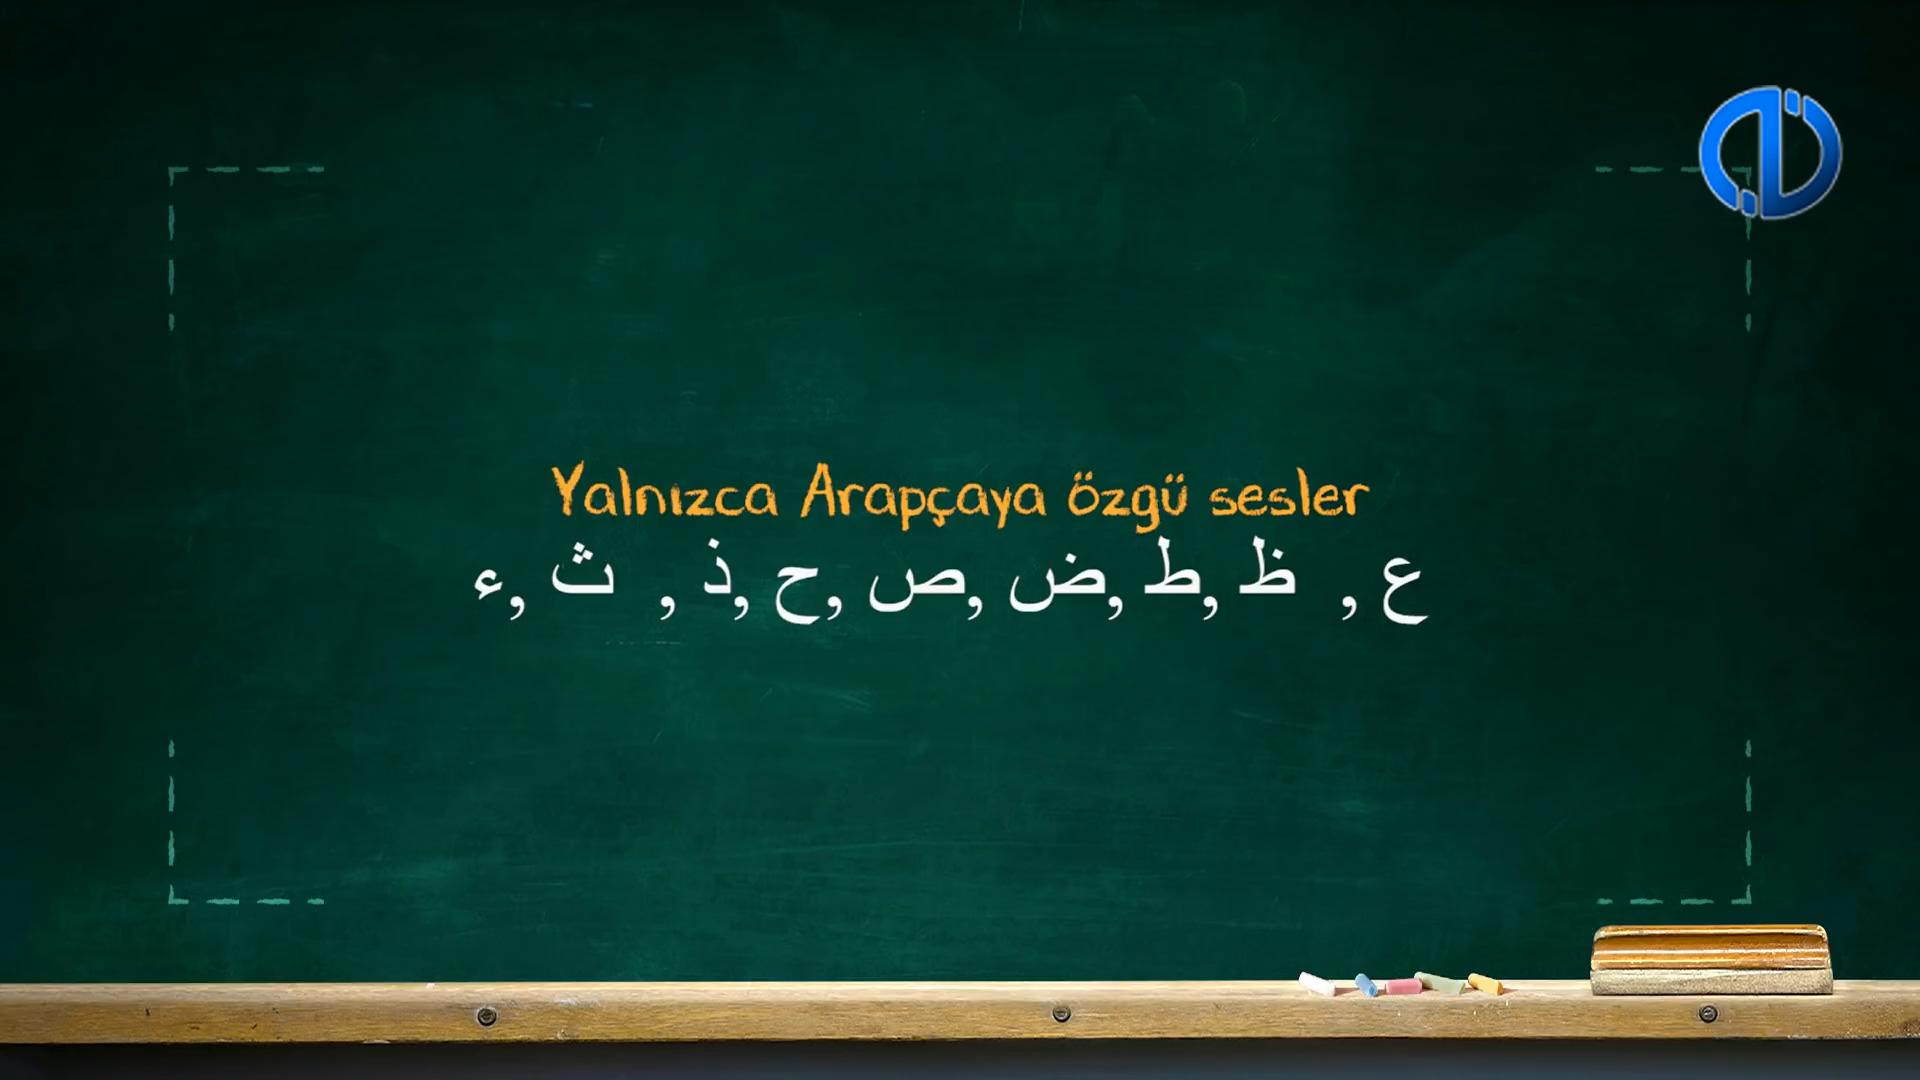 Yalnızca Arapçaya özgü sesler
ء, ث , ذ, ح, ص, ض, ط, ظ , ع